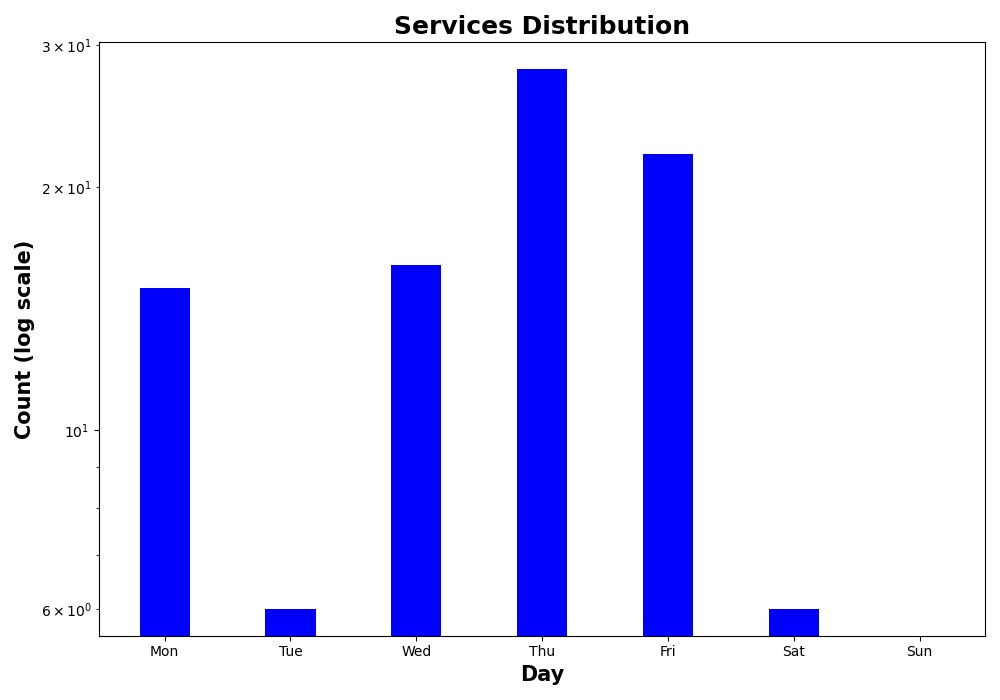 Services Distribution
3 × 10¹
2 × 10¹
10¹
6 × 10⁰
Count (log scale)
Mon Tue Wed Thu Fri Sat Sun
Day